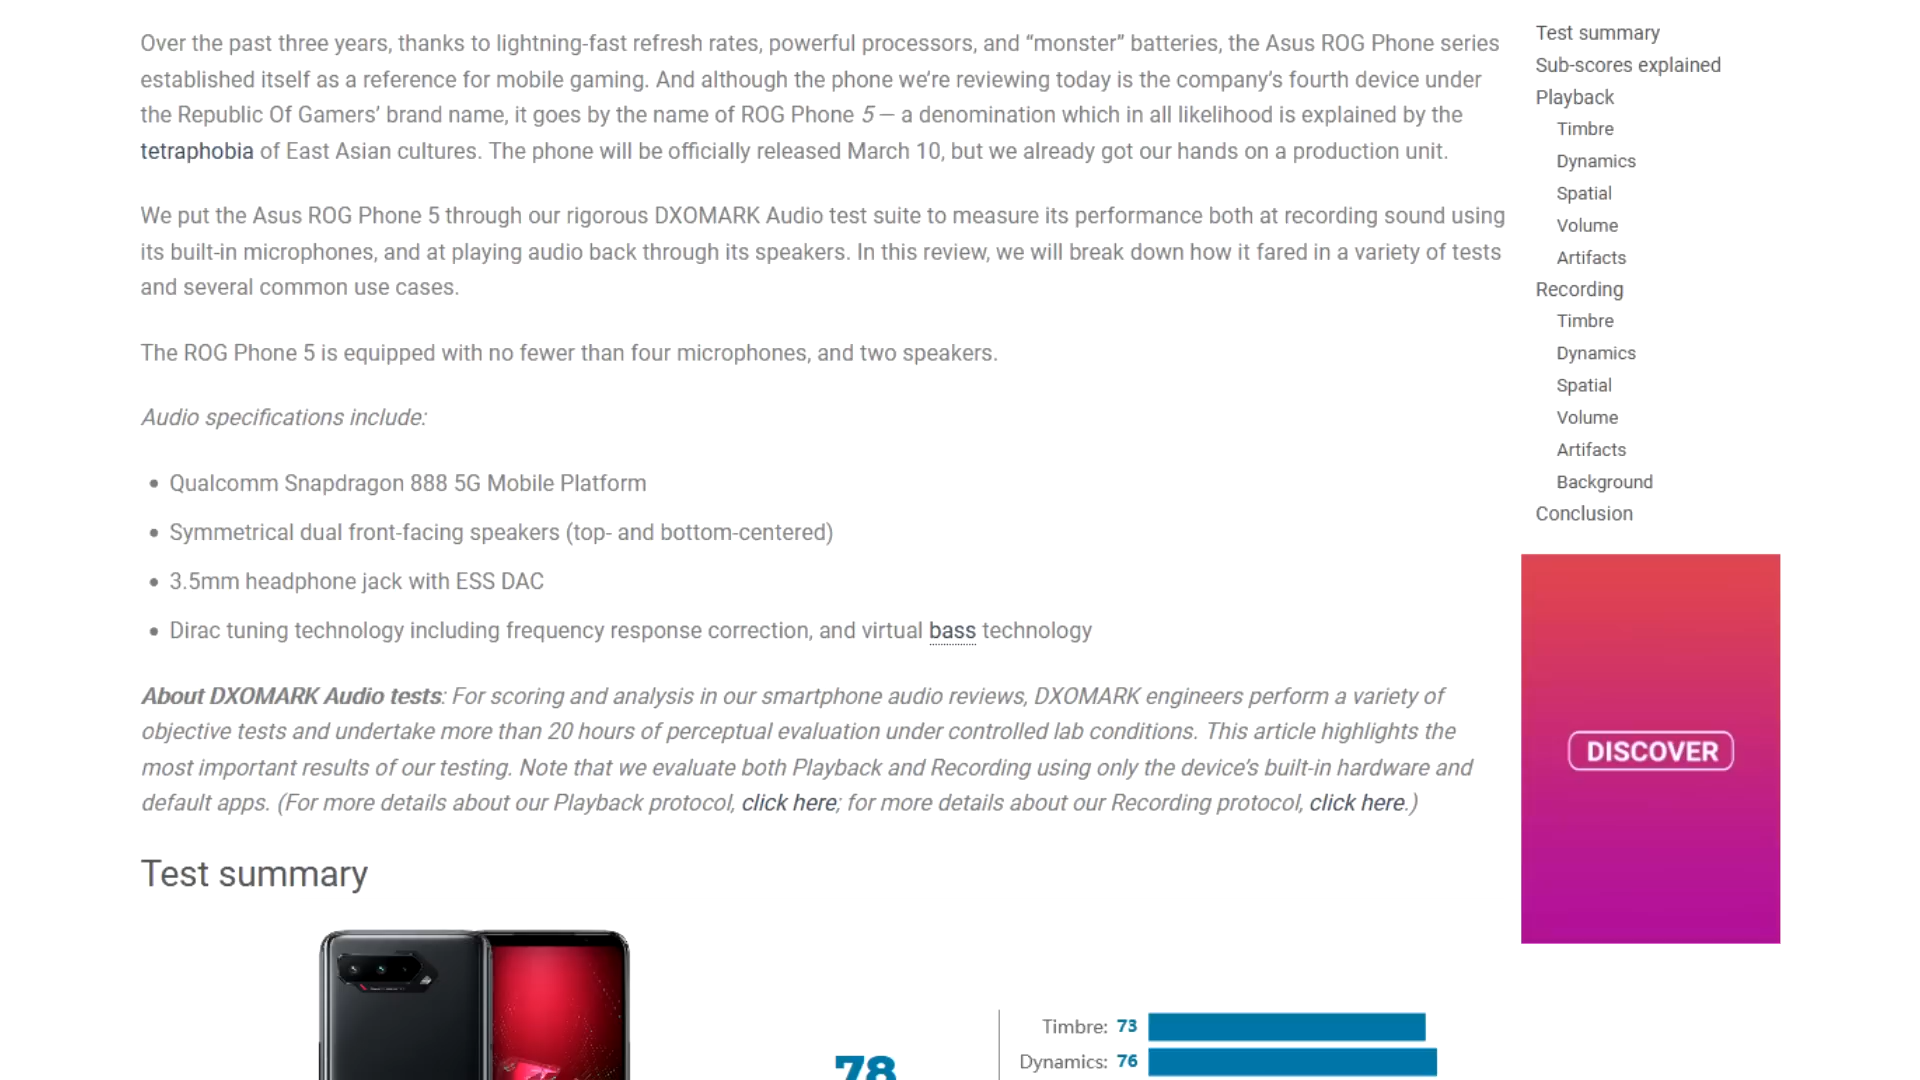 Over the past three years, thanks to lightning-fast refresh rates, powerful processors, and “monster” batteries, the Asus ROG Phone series
established itself as a reference for mobile gaming. And although the phone we’re reviewing today is the company’s fourth device under
the Republic Of Gamers’ brand name, it goes by the name of ROG Phone 5 — a denomination which in all likelihood is explained by the
tetraphobia of East Asian cultures. The phone will be officially released March 10, but we already got our hands on a production unit.
We put the Asus ROG Phone 5 through our rigorous DXOMARK Audio test suite to measure its performance both at recording sound using
its built-in microphones, and at playing audio back through its speakers. In this review, we will break down how it fared in a variety of tests
and several common use cases.
The ROG Phone 5 is equipped with no fewer than four microphones, and two speakers.
Audio specifications include:
• Qualcomm Snapdragon 888 5G Mobile Platform
• Symmetrical dual front-facing speakers (top- and bottom-centered)
• 3.5mm headphone jack with ESS DAC
• Dirac tuning technology including frequency response correction, and virtual bass technology
About DXOMARK Audio tests: For scoring and analysis in our smartphone audio reviews, DXOMARK engineers perform a variety of
objective tests and undertake more than 20 hours of perceptual evaluation under controlled lab conditions. This article highlights the
most important results of our testing. Note that we evaluate both Playback and Recording using only the device’s built-in hardware and
default apps. (For more details about our Playback protocol, click here; for more details about our Recording protocol, click here.)
Test summary
78
Timbre: 73
Dynamics: 76
Test summary
Sub-scores explained
Playback
Timbre
Dynamics
Spatial
Volume
Artifacts
Recording
Timbre
Dynamics
Spatial
Volume
Artifacts
Background
Conclusion
DISCOVER